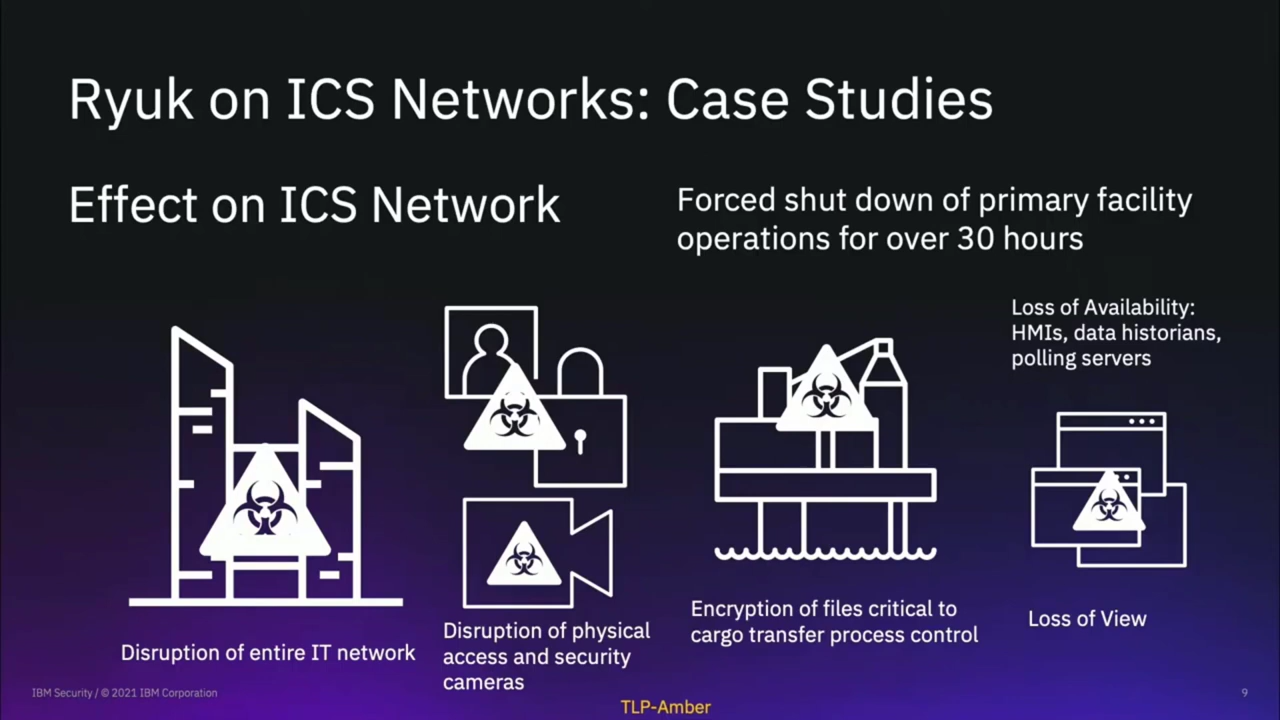 Ryuk on ICS Networks: Case Studies
Effect on ICS Network
Forced shut down of primary facility
operations for over 30 hours
Loss of Availability:
HMIs, data historians,
polling servers
Disruption of entire IT network
Disruption of physical
access and security
cameras
Encryption of files critical to
cargo transfer process control
Loss of View
IBM Security / © 2021 IBM Corporation
TLP-Amber
9